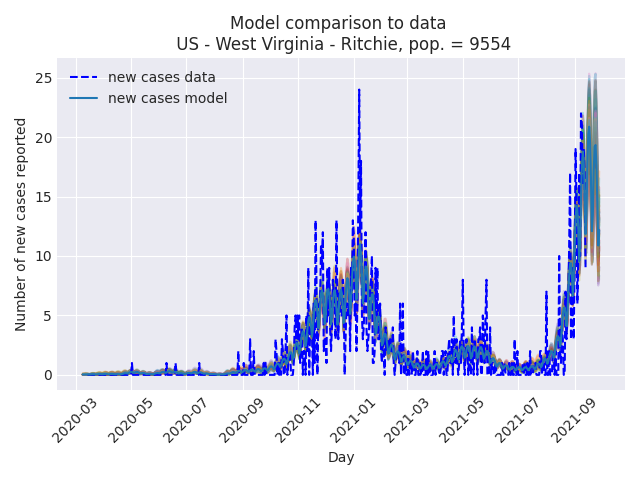 Model comparison to data
US - West Virginia - Ritchie, pop. = 9554
new cases data
new cases model
Number of new cases reported
25
20
15
10
5
0
2020-03
2020-05
2020-07
2020-09
2020-11
2021-01
2021-03
2021-05
2021-07
2021-09
Day